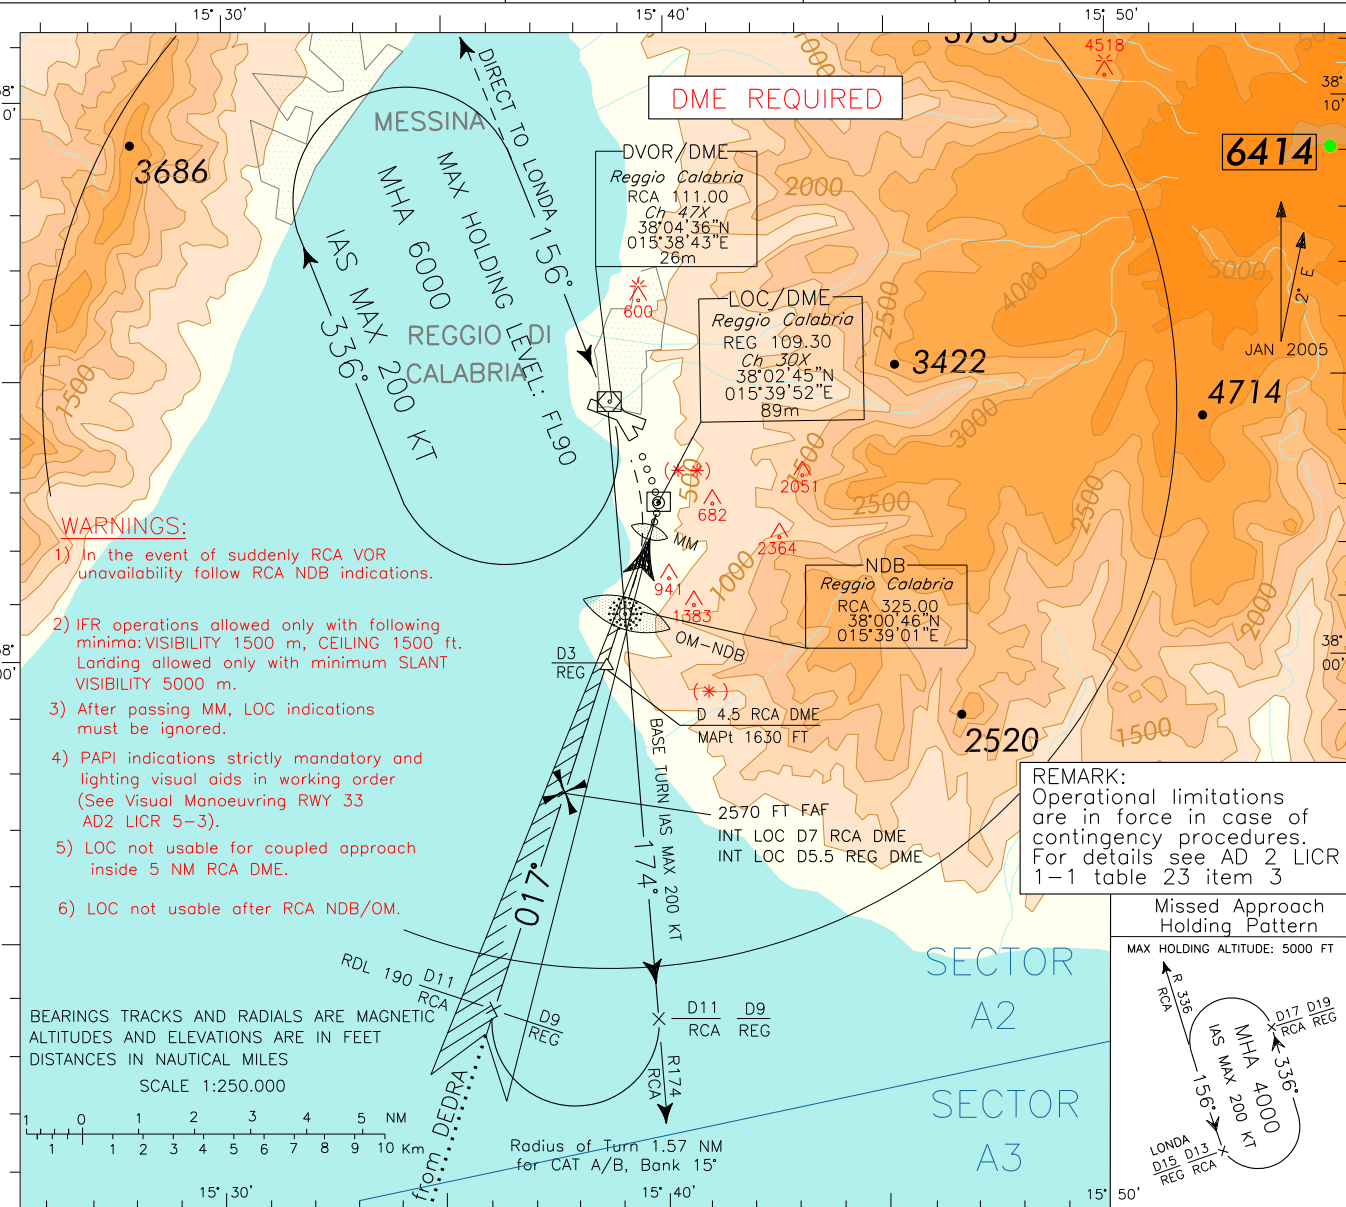 15° 30'
15° 40'
15° 50'
3735
4518
38°
10'
8°
0'
MESSINA
DIRECT TO LONDA
DME REQUIRED
1000
50
3686
6414
DVOR/DME
Reggio Calabria
RCA 111.00
Ch 47X
38°04'36"N
015°38'43"E
26m
2000
MHA 6000
MAX HOLDING LEVEL: FL90
IAS MAX 200 KT
156°
336°
5000
4000
2° E
JAN 2005
600
2500
REGGIO DI
CALABRIA
LOC/DME
Reggio Calabria
REG 109.30
Ch 30X
38°02'45"N
015°39'52"E
89m
3422
4714
1500
3000
1500
500
2051
2500
2500
682
MM
2364
1000
941
1383
NDB
Reggio Calabria
RCA 325.00
38°00'46"N
015°39'01"E
2000
OM-NDB
WARNINGS:
1) In the event of suddenly RCA VOR
unavailability follow RCA NDB indications.
2) IFR operations allowed only with following
minima: VISIBILITY 1500 m, CEILING 1500 ft.
Landing allowed only with minimum SLANT
VISIBILITY 5000 m.
3) After passing MM, LOC indications
must be ignored.
4) PAPI indications strictly mandatory and
lighting visual aids in working order
(See Visual Manoeuvring RWY 33
AD2 LICR 5-3).
5) LOC not usable for coupled approach
inside 5 NM RCA DME.
6) LOC not usable after RCA NDB/OM.
00'
38°
00'
D3
REG
D 4.5 RCA DME
MAPt 1630 FT
2520
1500
BASE TURN IAS MAX 200 KT
174°
2570 FT FAF
INT LOC D7 RCA DME
INT LOC D5.5 REG DME
017°
REMARK:
Operational limitations
are in force in case of
contingency procedures.
For details see AD 2 LICR
1-1 table 23 item 3
RDL 190
D11
RCA
D9
REG
D11
RCA
D9
REG
R174
RCA
SECTOR
A2
SECTOR
A3
BEARINGS TRACKS AND RADIALS ARE MAGNETIC
ALTITUDES AND ELEVATIONS ARE IN FEET
DISTANCES IN NAUTICAL MILES
SCALE 1:250.000
1 0 1 2 3 4 5 NM
1 1 2 3 4 5 6 7 8 9 10 Km
from DEDRA
Radius of Turn 1.57 NM
for CAT A/B, Bank 15°
Missed Approach
Holding Pattern
MAX HOLDING ALTITUDE: 5000 FT
R 336
RCA
D17 D19
RCA REG
MHA 4000
IAS MAX 200 KT
336°
156°
LONDA
D15 D13
REG RCA
15° 30'
15° 40'
15° 50'